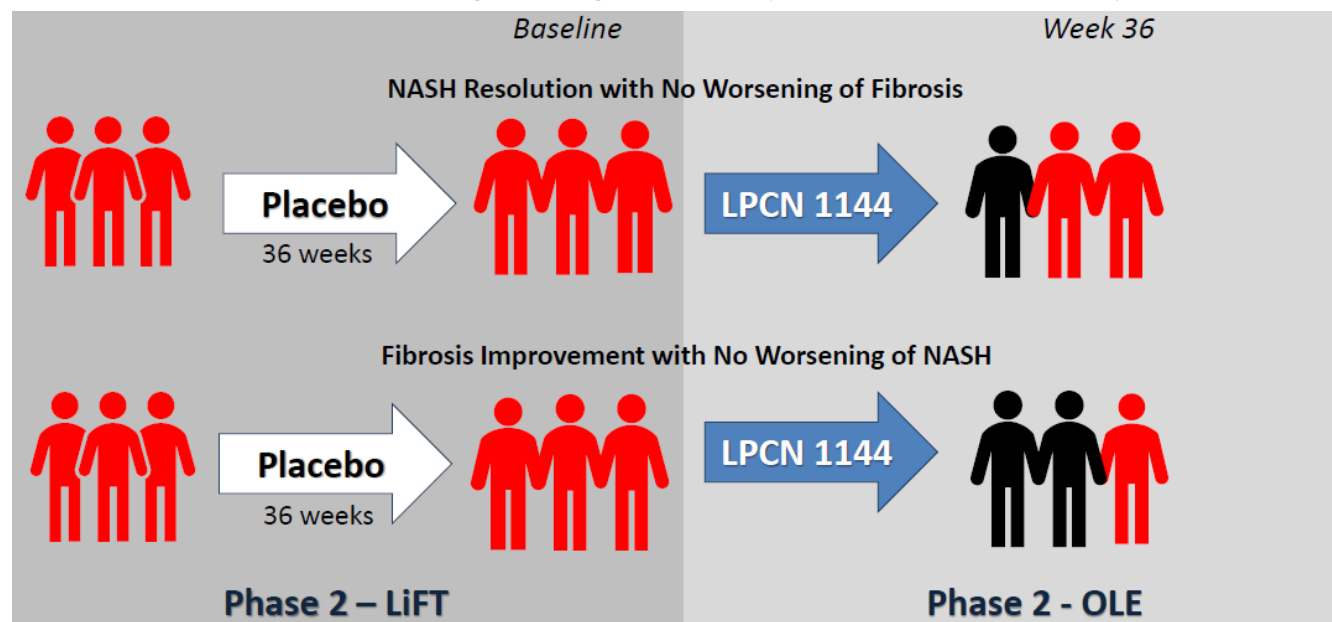 Baseline
Week 36
NASH Resolution with No Worsening of Fibrosis
Placebo
36 weeks
LPCN 1144
Fibrosis Improvement with No Worsening of NASH
Placebo
36 weeks
LPCN 1144
Phase 2 – LiFT
Phase 2 - OLE